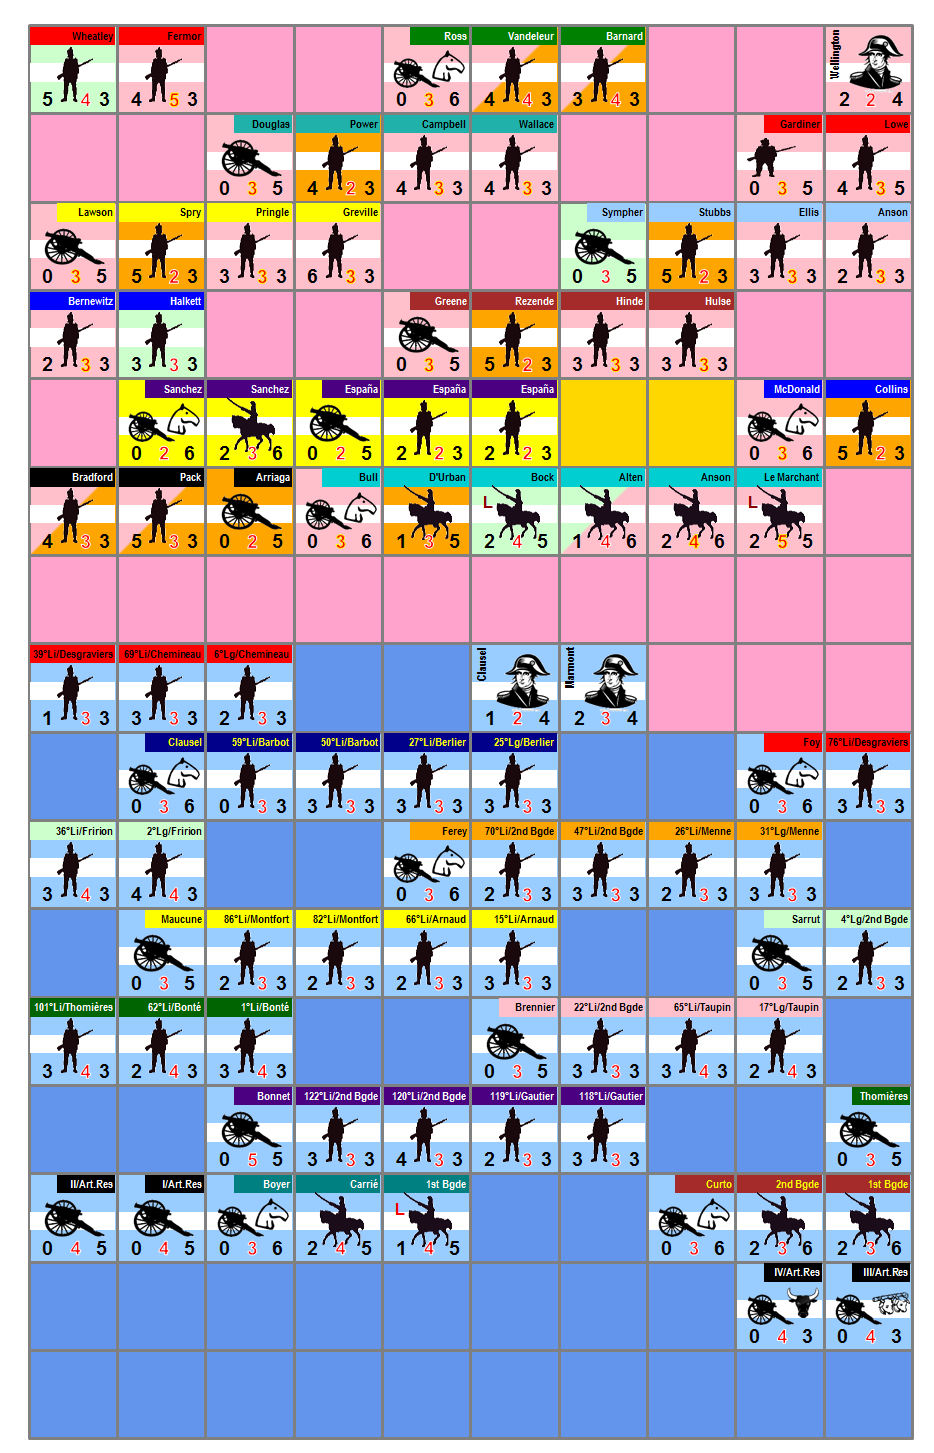 Wheatley Fermor Ross Vandeleur Barnard Wellington
5 4 3 4 5 3 0 3 6 4 4 3 3 4 3 2 2 4
Douglas Power Campbell Wallace Gardiner Lowe
0 3 5 4 2 3 4 3 3 4 3 3 0 3 5 4 3 5
Lawson Spry Pringle Greville Sympher Stubbs Ellis Anson
0 3 5 5 2 3 3 3 3 6 3 3 0 3 5 5 2 3 3 3 3 2 3 3
Bernewitz Halkett Greene Rezende Hinde Hulse
2 3 3 3 3 3 0 3 5 5 2 3 3 3 3 3 3 3
Sanchez Sanchez España España España McDonald Collins
0 2 6 2 3 6 0 2 5 2 2 3 2 2 3 0 3 6 5 2 3
Bradford Pack Arriaga Bull D'Urban Bock Alten Anson Le Marchant
L L
4 3 3 5 3 3 0 2 5 0 3 6 1 3 5 2 4 5 1 4 6 2 4 6 2 5 5
39°Li/Desgraviers 69°Li/Chemineau 6°Lg/Chemineau Clausel Marmont
1 3 3 3 3 3 2 3 3 1 2 4 2 3 4
Clausel 59°Li/Barbot 50°Li/Barbot 27°Li/Berlier 25°Lg/Berlier Foy 76°Li/Desgraviers
0 3 6 0 3 3 3 3 3 3 3 3 3 3 3 0 3 6 3 3 3
36°Li/Fririon 2°Lg/Fririon Ferey 70°Li/2nd Bgde 47°Li/2nd Bgde 26°Li/Menne 31°Lg/Menne
3 4 3 4 4 3 0 3 6 2 3 3 3 3 3 2 3 3 3 3 3
Maucune 86°Li/Montfort 82°Li/Montfort 66°Li/Arnaud 15°Li/Arnaud Sarrut 4°Lg/2nd Bgde
0 3 5 2 3 3 2 3 3 2 3 3 3 3 3 0 3 5 2 3 3
101°Li/Thomières 62°Li/Bonté 1°Li/Bonté Brennier 22°Li/2nd Bgde 65°Li/Taupin 17°Lg/Taupin
3 4 3 2 4 3 3 4 3 0 3 5 3 3 3 3 4 3 2 4 3
Bonnet 122°Li/2nd Bgde 120°Li/2nd Bgde 119°Li/Gautier 118°Li/Gautier Thomières
0 5 5 3 3 3 4 3 3 2 3 3 3 3 3 0 3 5
II/Art.Res I/Art.Res Boyer Carrié 1st Bgde Curto 2nd Bgde 1st Bgde
L
0 4 5 0 4 5 0 3 6 2 4 5 1 4 5 0 3 6 2 3 6 2 3 6
IV/Art.Res III/Art.Res
0 4 3 0 4 3